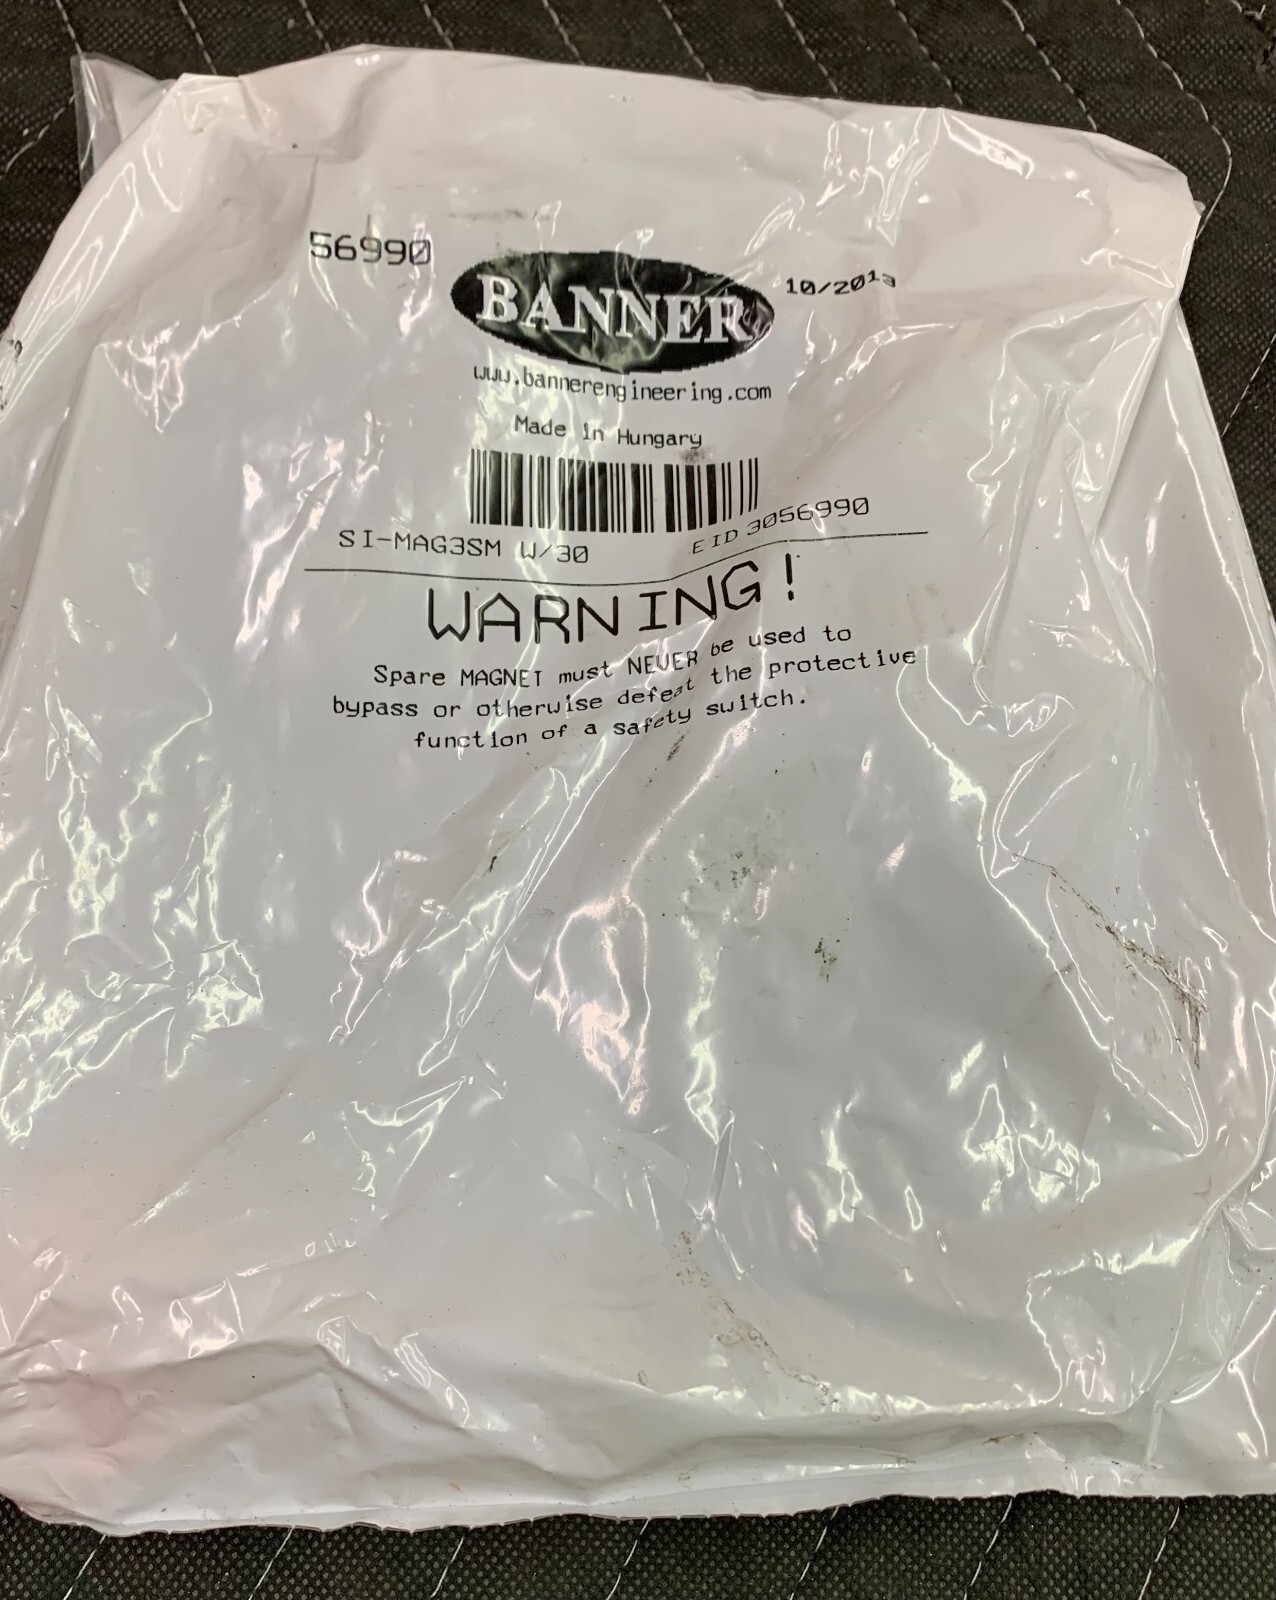 56990
BANNER
10/2013
www.bannerengineering.com
Made in Hungary
SI-MAG3SM W/30
EID 3056990
WARNING!
Spare MAGNET must NEVER be used to
bypass or otherwise defeat the protective
function of a safety switch.